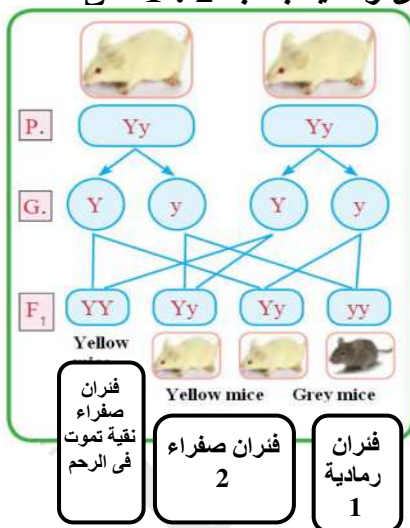 P.
Yy Yy
G.
Y y Y y
F₁
YY Yy Yy yy
Yellow
Yellow mice Grey mice
فئران
صفراء
نقية تموت
فى الرحم
فئران صفراء
2
فئران
رمادية
1